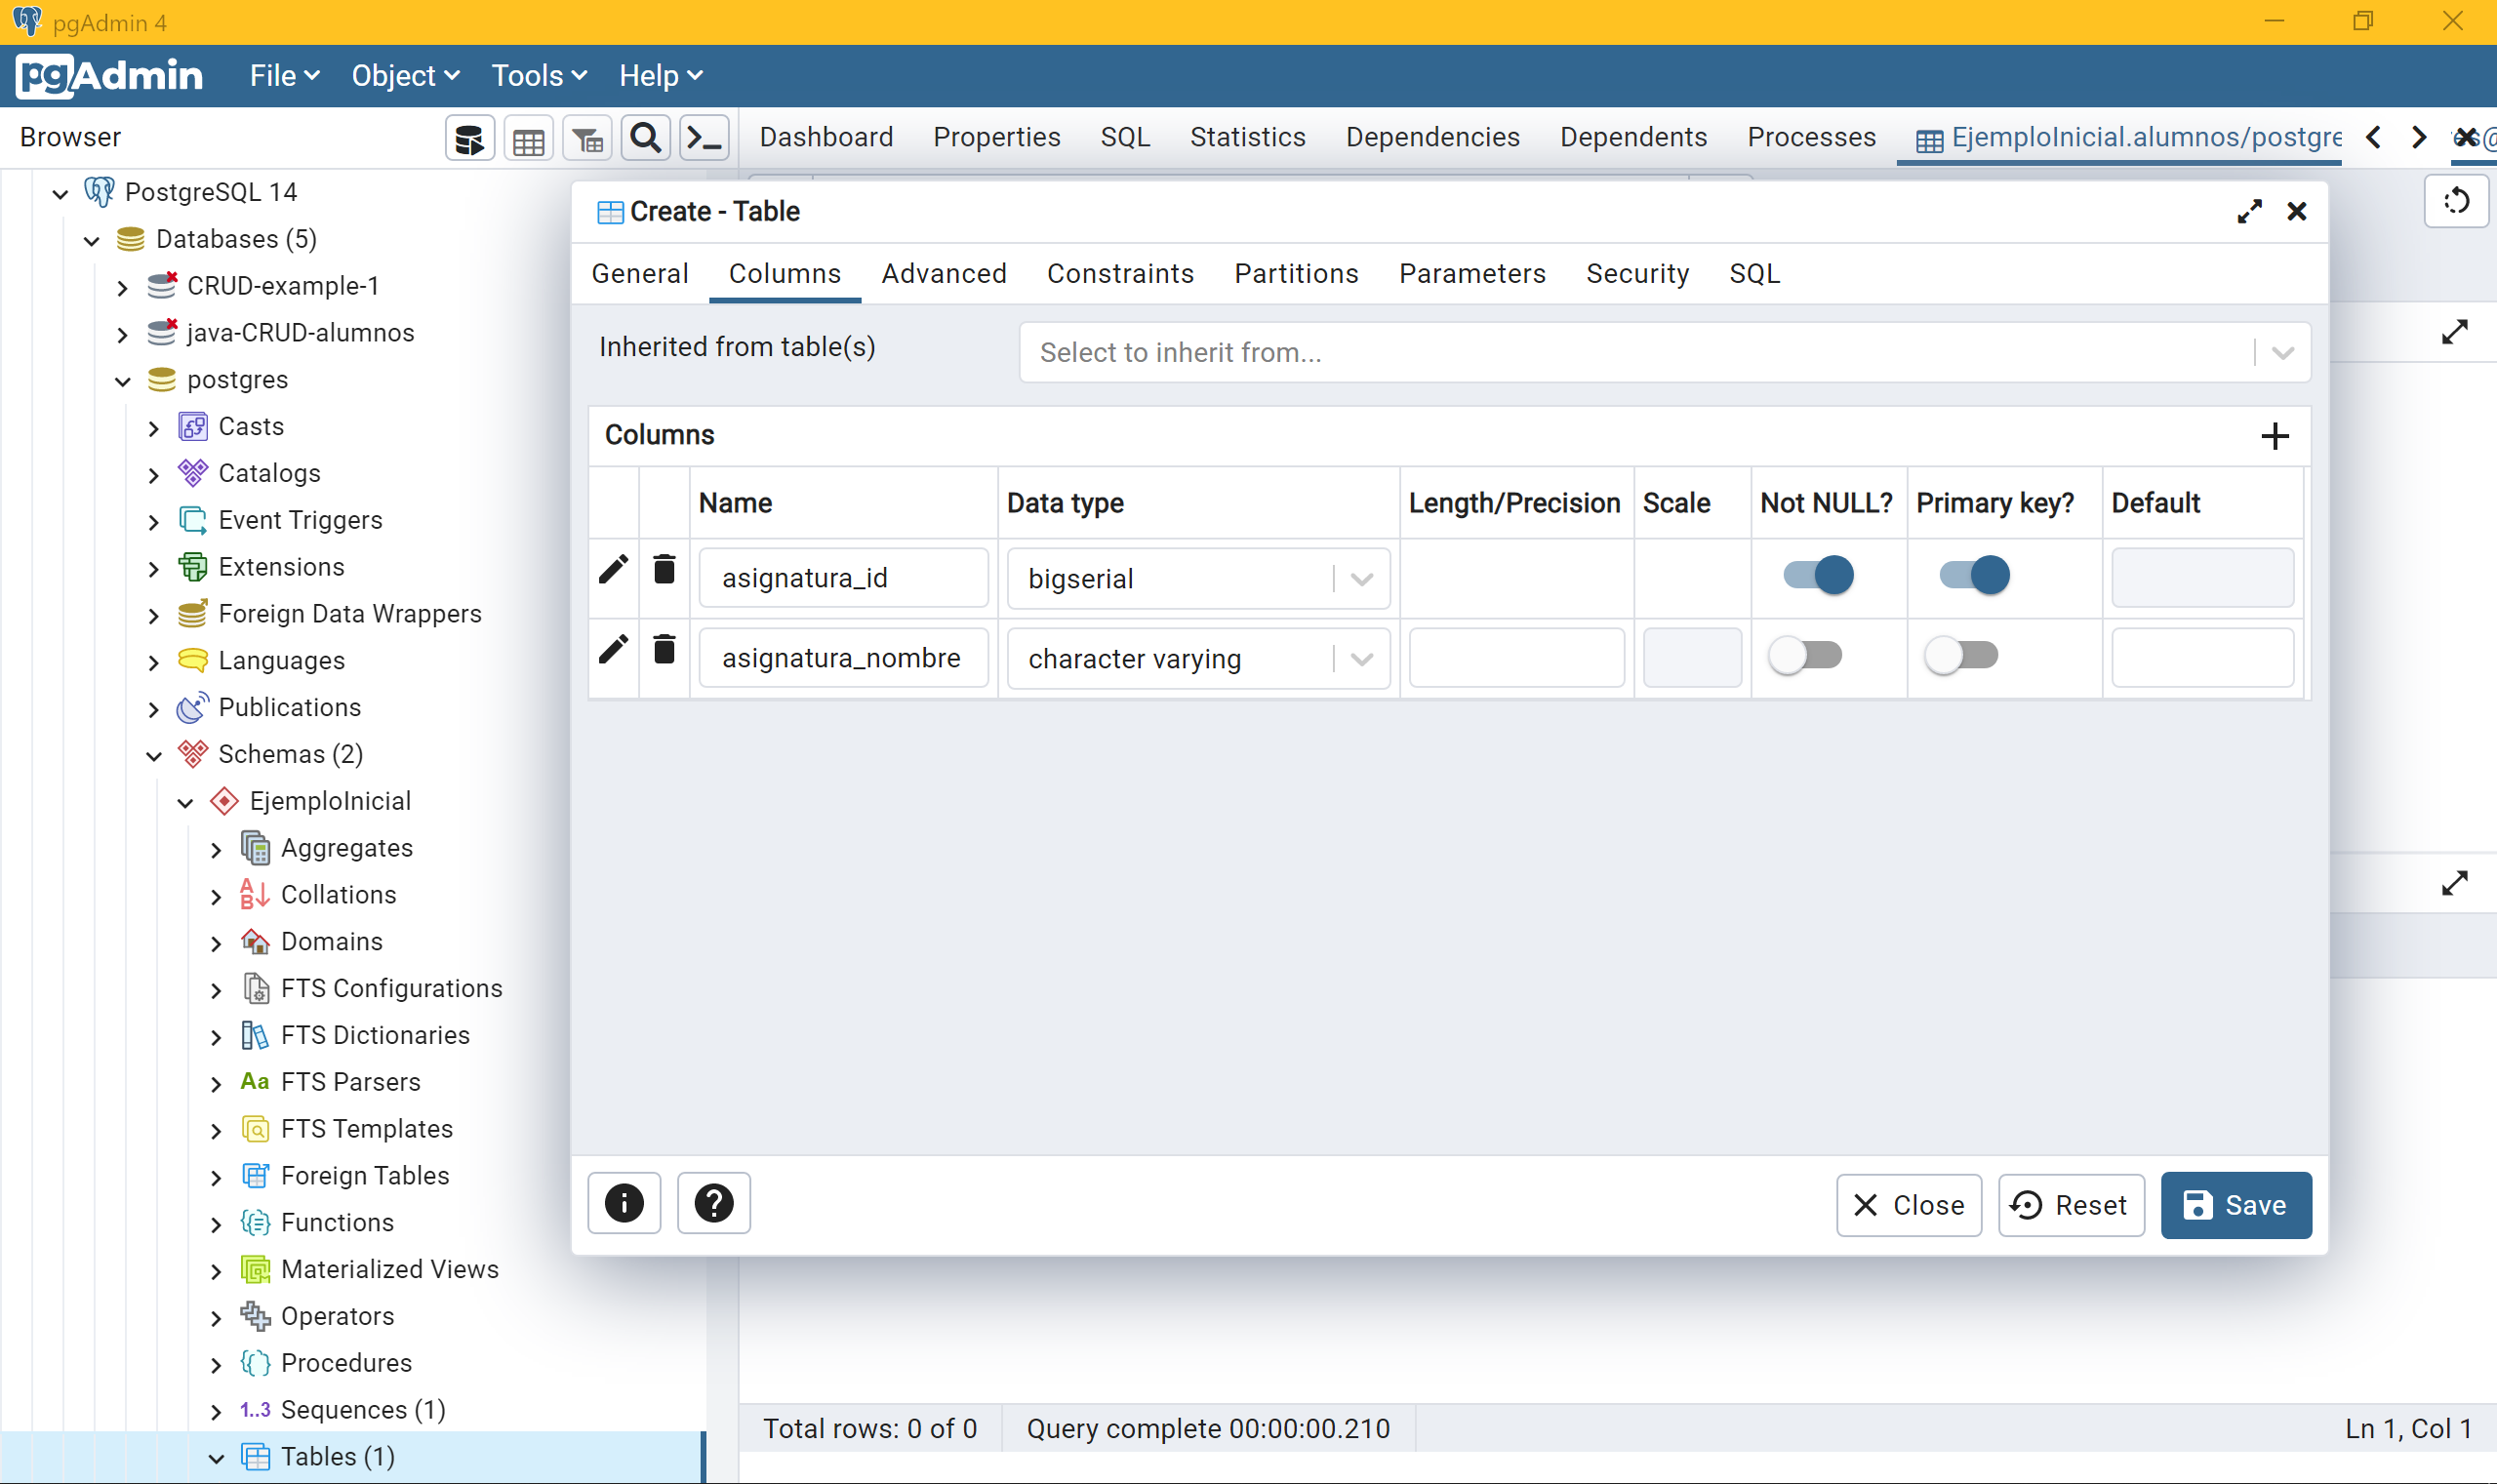 pgAdmin 4
pgAdmin File Object Tools Help
Browser
Dashboard Properties SQL Statistics Dependencies Dependents Processes EjemploInicial.alumnos/postgre
PostgreSQL 14
Databases (5)
CRUD-example-1
java-CRUD-alumnos
postgres
Casts
Catalogs
Event Triggers
Extensions
Foreign Data Wrappers
Languages
Publications
Schemas (2)
EjemploInicial
Aggregates
Collations
Domains
FTS Configurations
FTS Dictionaries
Aa FTS Parsers
FTS Templates
Foreign Tables
Functions
Materialized Views
Operators
Procedures
1..3 Sequences (1)
Tables (1)
Create - Table
General Columns Advanced Constraints Partitions Parameters Security SQL
Inherited from table(s) Select to inherit from...
Columns
Name Data type Length/Precision Scale Not NULL? Primary key? Default
asignatura_id bigserial
asignatura_nombre character varying
Close Reset Save
Total rows: 0 of 0 Query complete 00:00:00.210 Ln 1, Col 1